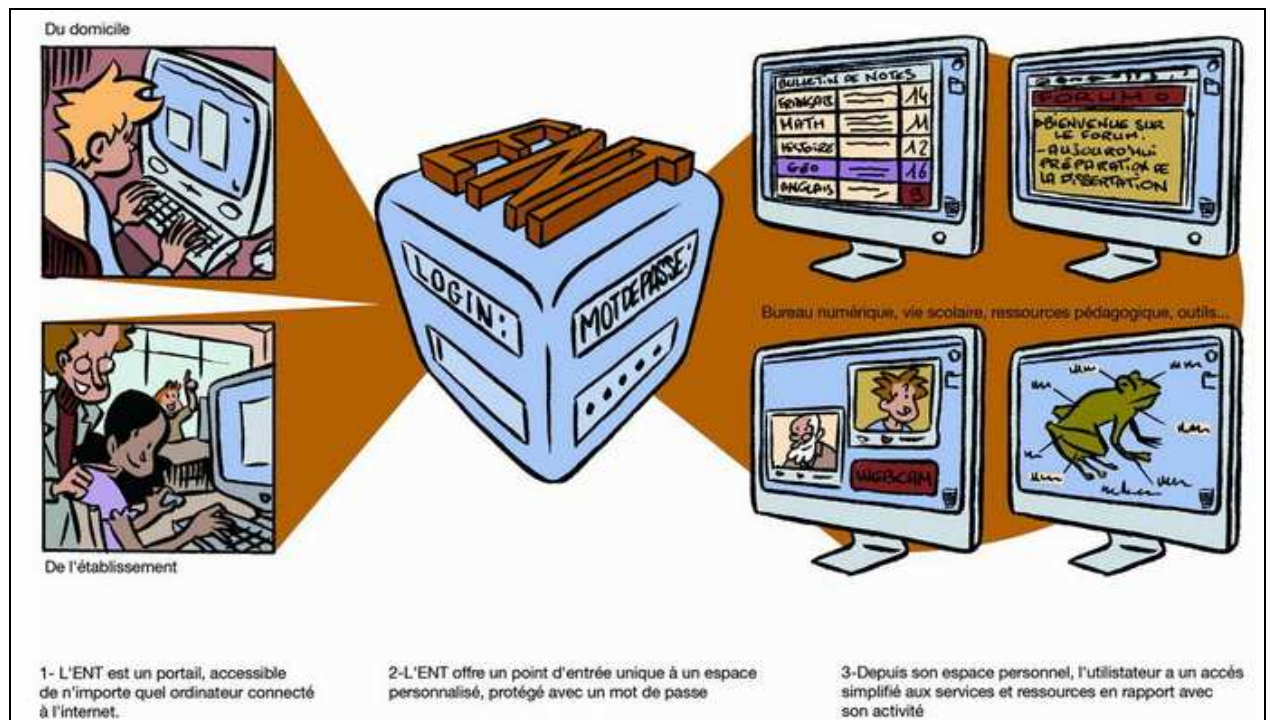 Du domicile
ENT
LOGIN:
MOT DE PASSE:
BULLETIN DE NOTES
FRANÇAIS 14
MATH 11
HISTOIRE 12
GÉO 16
ANGLAIS 9
FORUM
BIENVENUE SUR
LE FORUM.
-AUJOURD'HUI
PRÉPARATION DE
LA DISSERTATION
Bureau numérique, vie scolaire, ressources pédagogique, outils...
WEBCAM
De l'établissement
1- L'ENT est un portail, accessible
de n'importe quel ordinateur connecté
à l'internet.
2-L'ENT offre un point d'entrée unique à un espace
personnalisé, protégé avec un mot de passe
3-Depuis son espace personnel, l'utilistateur a un accés
simplifié aux services et ressources en rapport avec
son activité